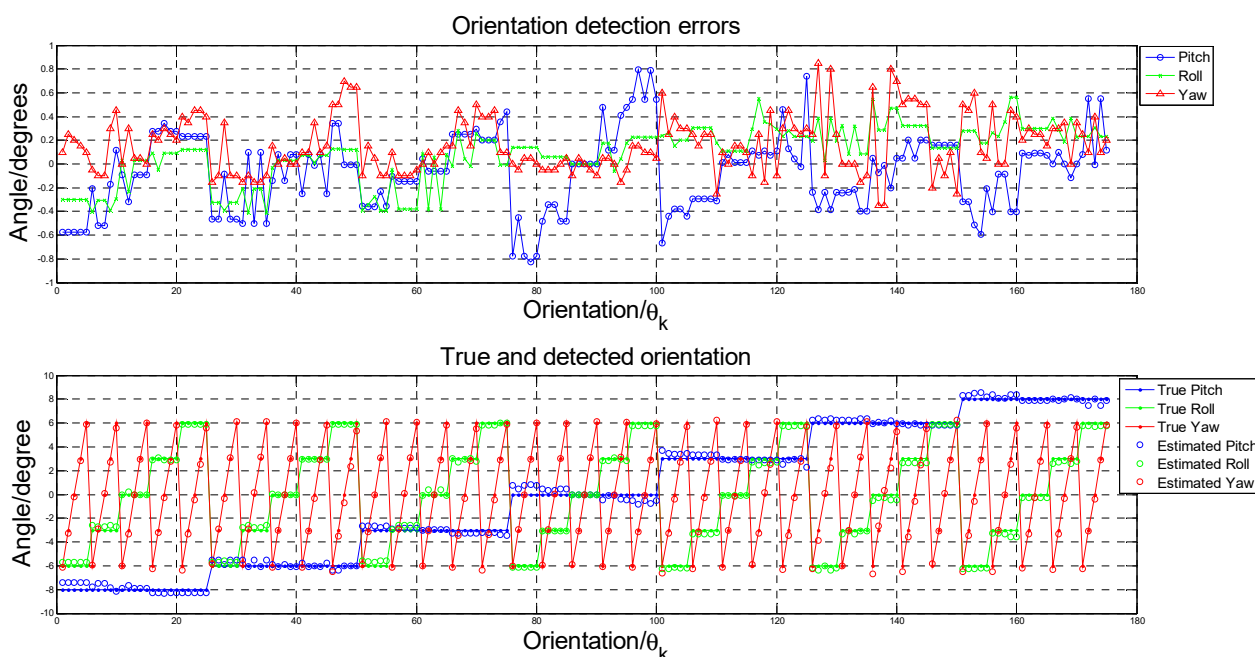 Orientation detection errors
1
0.8
0.6
0.4
0.2
0
-0.2
-0.4
-0.6
-0.8
-1
Angle/degrees
0 20 40 60 80 100 120 140 160 180
Orientation/θk
Pitch
Roll
Yaw
True and detected orientation
10
8
6
4
2
0
-2
-4
-6
-8
-10
Angle/degree
0 20 40 60 80 100 120 140 160 180
Orientation/θk
True Pitch
True Roll
True Yaw
Estimated Pitch
Estimated Roll
Estimated Yaw